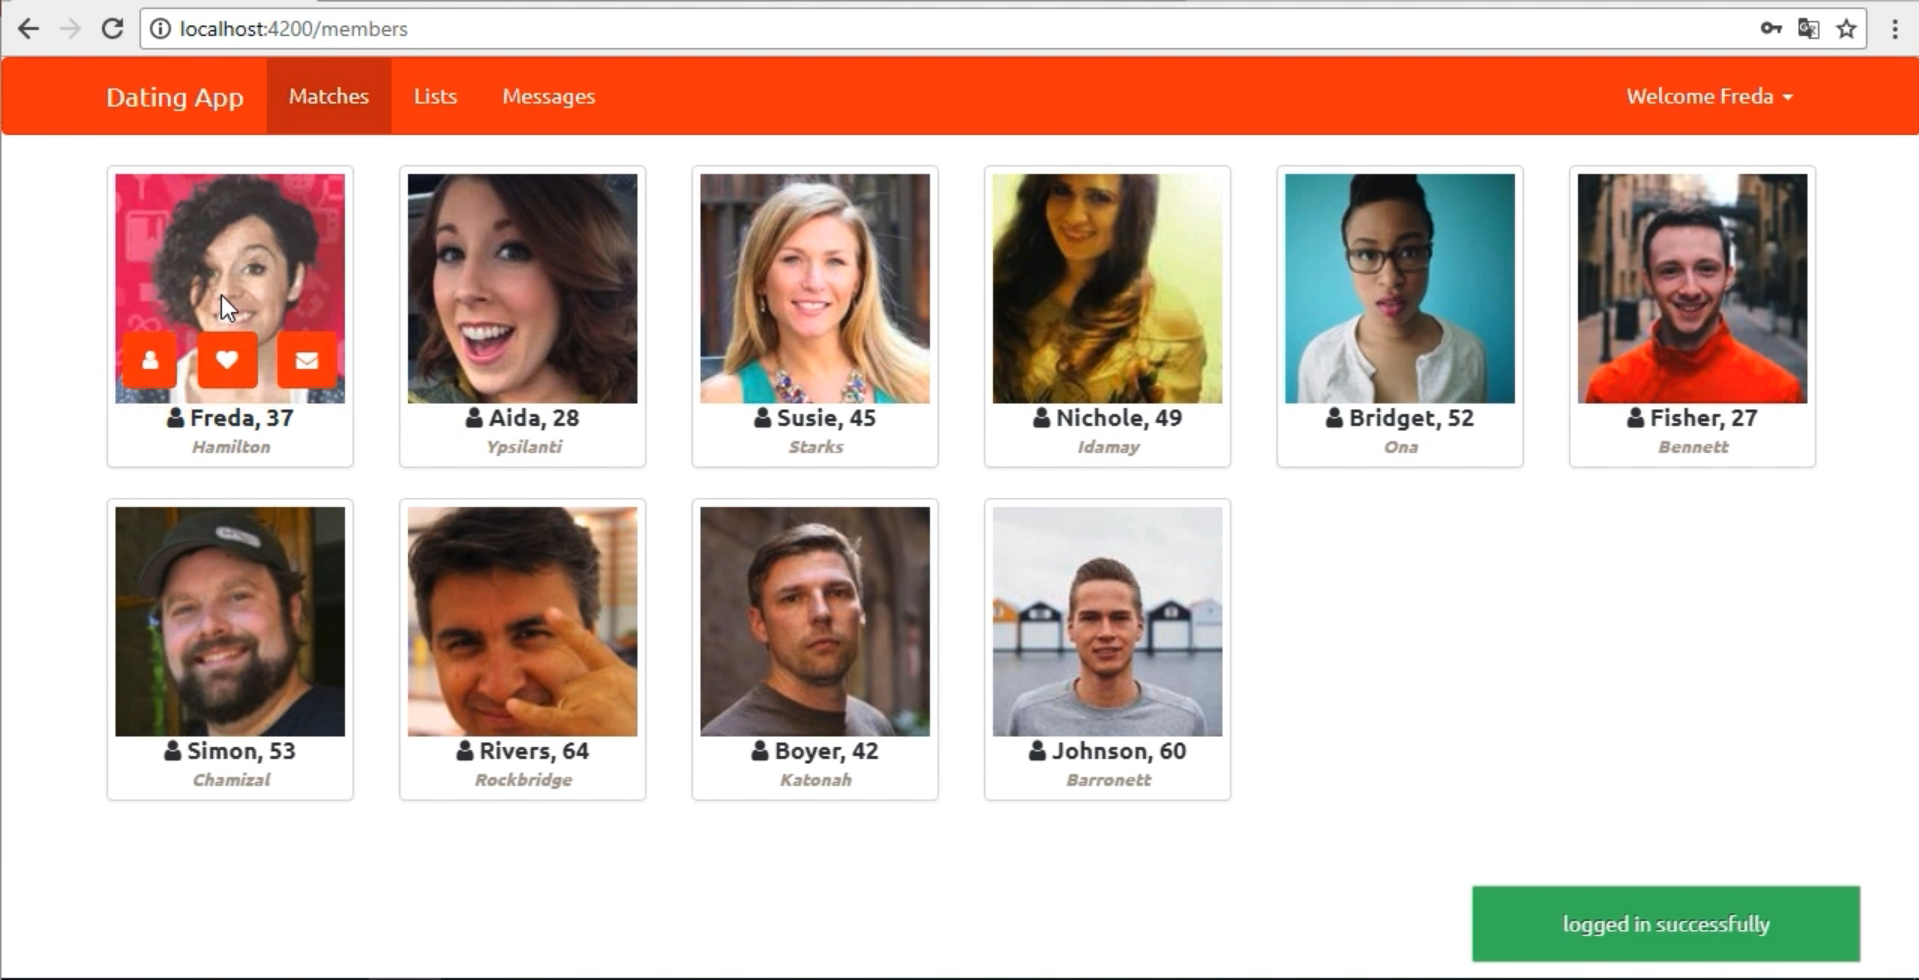 localhost:4200/members
Dating App Matches Lists Messages Welcome Freda
Freda, 37
Hamilton
Aida, 28
Ypsilanti
Susie, 45
Starks
Nichole, 49
Idamay
Bridget, 52
Ona
Fisher, 27
Bennett
Simon, 53
Chamizal
Rivers, 64
Rockbridge
Boyer, 42
Katonah
Johnson, 60
Barronett
logged in successfully